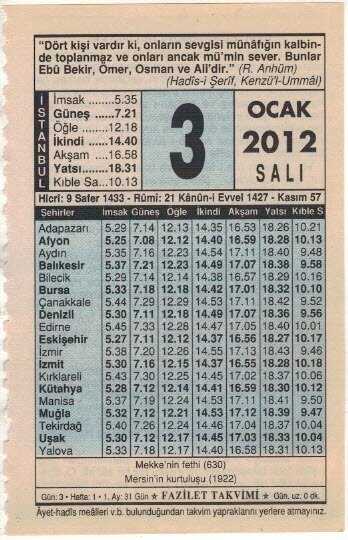 "Dört kişi vardır ki, onların sevgisi münâfığın kalbin-
de toplanmaz ve onları ancak mü'min sever. Bunlar
Ebû Bekir, Ömer, Osman ve Ali'dir." (R. Anhüm)
(Hadîs-i Şerîf, Kenzü'l-Ummâl)
İSTANBUL
İmsak ........5.35
Güneş ......7.21
Öğle ........12.18
İkindi ......14.40
Akşam ....16.58
Yatsı........18.31
Kıble Sa...10.13
3
OCAK
2012
SALI
Hicrî: 9 Safer 1433 - Rûmî: 21 Kânûn-i Evvel 1427 - Kasım 57
Şehirler İmsak Güneş Öğle İkindi Akşam Yatsı Kıble S
Adapazarı 5.29 7.14 12.13 14.35 16.53 18.26 10.21
Afyon 5.25 7.08 12.12 14.40 16.59 18.28 10.13
Aydın 5.35 7.16 12.23 14.54 17.11 18.40 9.48
Balıkesir 5.37 7.21 12.23 14.49 17.07 18.38 9.58
Bilecik 5.29 7.14 12.14 14.38 16.57 18.29 10.16
Bursa 5.33 7.18 12.18 14.42 17.01 18.32 10.10
Çanakkale 5.44 7.29 12.29 14.53 17.11 18.42 9.52
Denizli 5.30 7.11 12.18 14.49 17.07 18.36 9.56
Edirne 5.45 7.33 12.28 14.47 17.05 18.40 10.01
Eskişehir 5.27 7.11 12.12 14.37 16.56 18.27 10.17
İzmir 5.38 7.20 12.26 14.55 17.13 18.43 9.46
İzmit 5.30 7.16 12.15 14.37 16.55 18.28 10.18
Kırklareli 5.43 7.30 12.25 14.45 17.02 18.37 10.06
Kütahya 5.28 7.12 12.14 14.41 16.59 18.30 10.12
Manisa 5.37 7.19 12.24 14.53 17.11 18.41 9.50
Muğla 5.32 7.12 12.21 14.53 17.12 18.39 9.47
Tekirdağ 5.40 7.26 12.24 14.46 17.04 18.37 10.04
Uşak 5.30 7.12 12.17 14.45 17.03 18.33 10.04
Yalova 5.33 7.18 12.17 14.40 16.58 18.31 10.13
Mekke'nin fethi (630)
Mersin'in kurtuluşu (1922)
Gün: 3 • Hafta: 1 • 1. Ay: 31 Gün ★ FAZİLET TAKVİMİ ★ Gün. uz. 0 dk.
Âyet-hadîs meâlleri v.b. bulunduğundan takvim yapraklarını yerlere atmayınız.